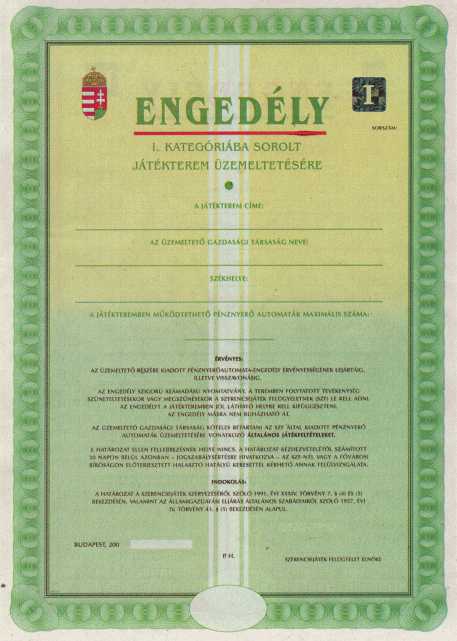 ENGEDÉLY
I
SORSZÁM:
I. KATEGÓRIÁBA SOROLT
JÁTÉKTEREM ÜZEMELTETÉSÉRE
A JÁTÉKTEREM CÍME:
AZ ÜZEMELTETŐ GAZDASÁGI TÁRSASÁG NEVE:
SZÉKHELYE:
A JÁTÉKTEREMBEN MŰKÖDTETHETŐ PÉNZNYERŐ AUTOMATÁK MAXIMÁLIS SZÁMA:
ÉRVÉNYES:
AZ ÜZEMELTETŐ RÉSZÉRE KIADOTT PÉNZNYERŐAUTOMATA-ENGEDÉLY ÉRVÉNYESSÉGÉNEK LEJÁRTÁIG,
ILLETVE VISSZAVONÁSIG.
AZ ENGEDÉLY SZIGORÚ SZÁMADÁSÚ NYOMTATVÁNY, A TEREMBEN FOLYTATOTT TEVÉKENYSÉG
SZÜNETELTETÉSEKOR VAGY MEGSZŰNÉSEKOR A SZERENCSEJÁTÉK FELÜGYELETNEK (SZF) LE KELL ADNI.
AZ ENGEDÉLYT A JÁTÉKTEREMBEN JÓL LÁTHATÓ HELYRE KELL KIFÜGGESZTENI.
AZ ENGEDÉLY MÁSRA NEM RUHÁZHATÓ ÁT.
AZ ÜZEMELTETŐ GAZDASÁGI TÁRSASÁG KÖTELES BETARTANI AZ SZF ÁLTAL KIADOTT PÉNZNYERŐ
AUTOMATÁK ÜZEMELTETÉSÉRE VONATKOZÓ ÁLTALÁNOS JÁTÉKFELTÉTELEKET.
E HATÁROZAT ELLEN FELLEBBEZÉSNEK HELYE NINCS. A HATÁROZAT KÉZHEZVÉTELÉTŐL SZÁMÍTOTT
30 NAPON BELÜL AZONBAN – JOGSZABÁLYSÉRTÉSRE HIVATKOZVA – AZ SZF-NÉL VAGY A FŐVÁROSI
BÍRÓSÁGON ELŐTERJESZTETT HALASZTÓ HATÁLYÚ KERESETTEL KÉRHETŐ ANNAK FELÜLVIZSGÁLATA.
INDOKOLÁS:
A HATÁROZAT A SZERENCSEJÁTÉK SZERVEZÉSÉRŐL SZÓLÓ 1991. ÉVI XXXIV. TÖRVÉNY 7. § (4) ÉS (5)
BEKEZDÉSEIN, VALAMINT AZ ÁLLAMIGAZGATÁSI ELJÁRÁS ÁLTALÁNOS SZABÁLYAIRÓL SZÓLÓ 1957. ÉVI
IV. TÖRVÉNY 43. § (5) BEKEZDÉSÉN ALAPUL.
BUDAPEST, 200
P. H.
SZERENCSEJÁTÉK FELÜGYELET ELNÖKE